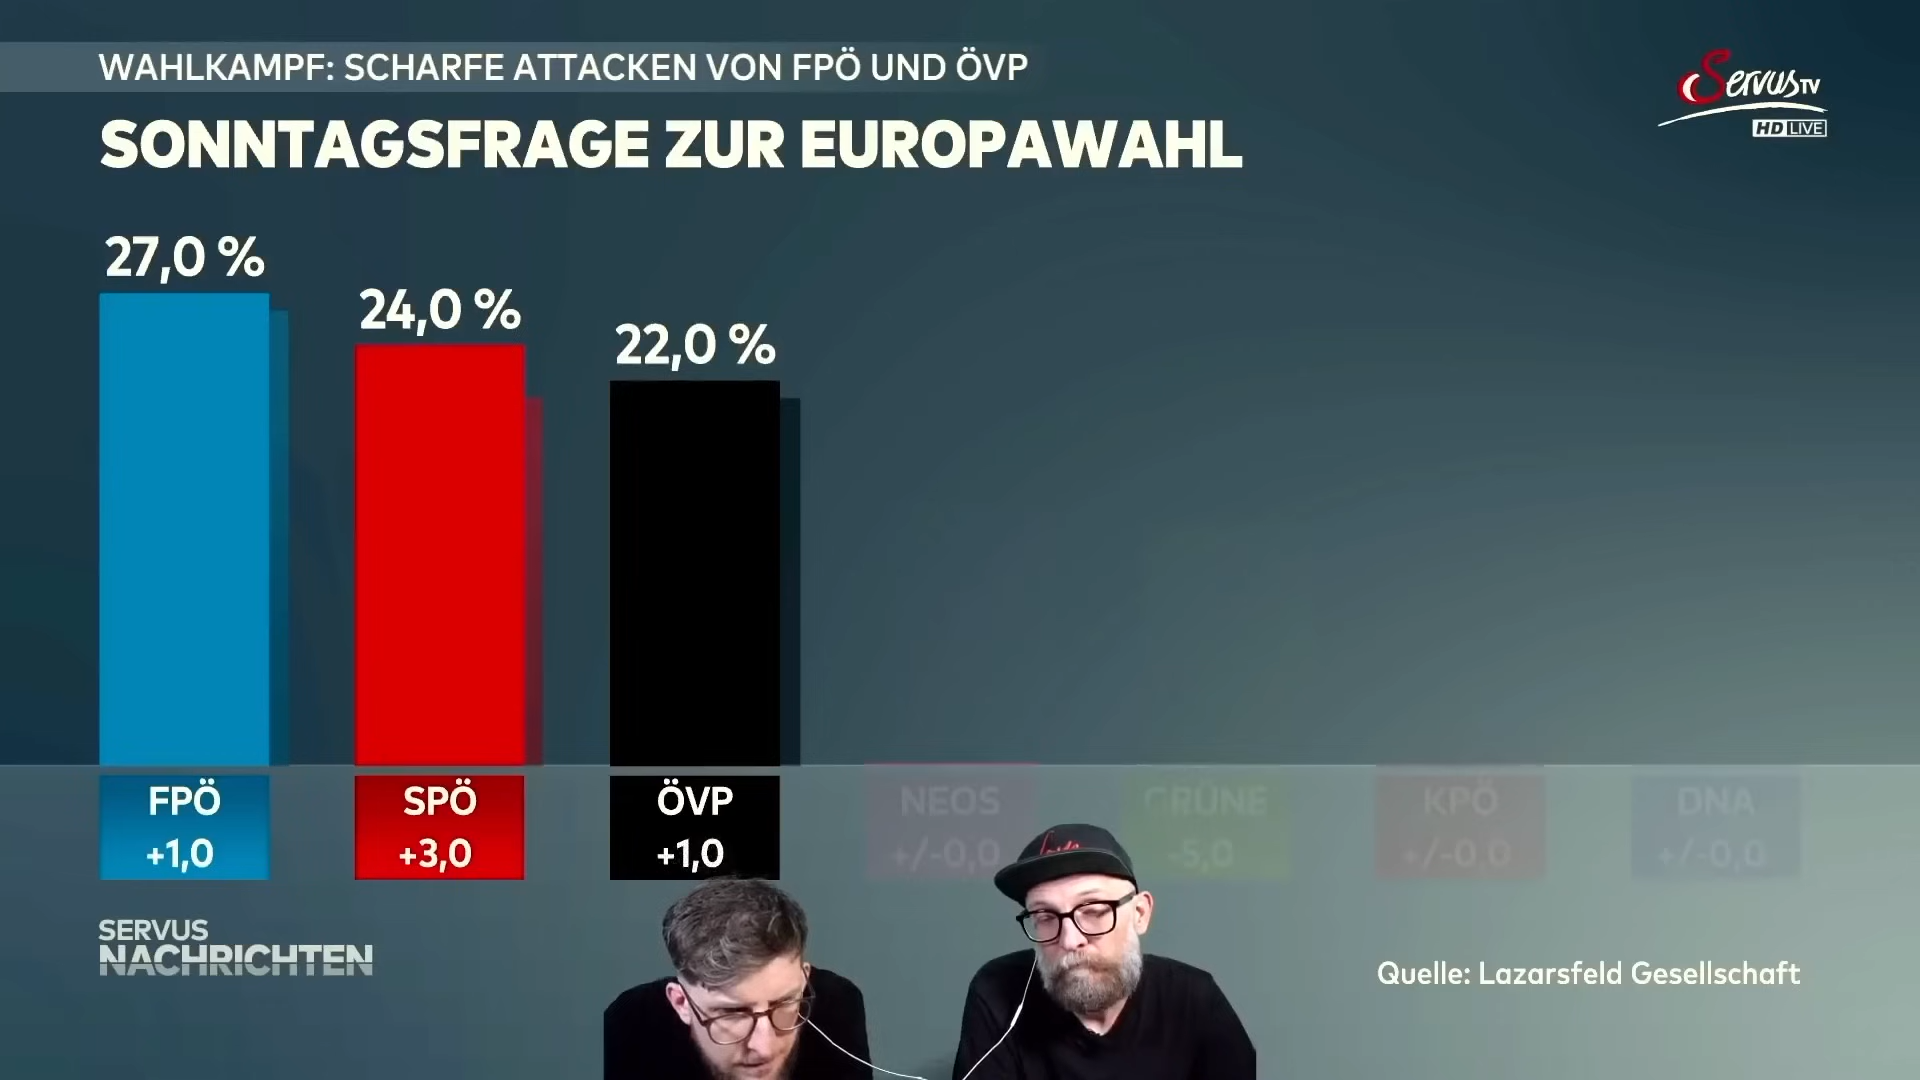 WAHLKAMPF: SCHARFE ATTACKEN VON FPÖ UND ÖVP
SONNTAGSFRAGE ZUR EUROPAWAHL
ServusTV
HD LIVE
27,0 %
24,0 %
22,0 %
FPÖ
+1,0
SPÖ
+3,0
ÖVP
+1,0
NEOS
+/-0,0
GRÜNE
-5,0
KPÖ
+/-0,0
DNA
+/-0,0
SERVUS
NACHRICHTEN
Quelle: Lazarsfeld Gesellschaft